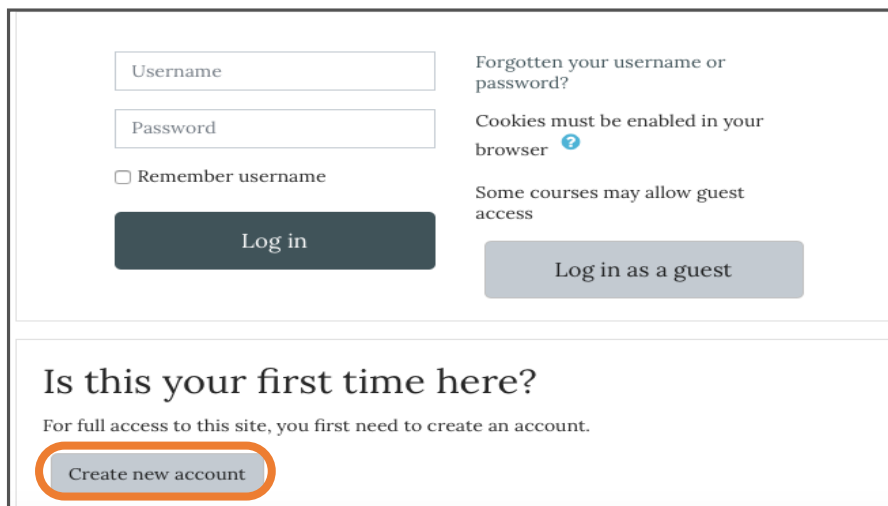 Username
Password
Remember username
Log in
Forgotten your username or
password?
Cookies must be enabled in your
browser
Some courses may allow guest
access
Log in as a guest
Is this your first time here?
For full access to this site, you first need to create an account.
Create new account